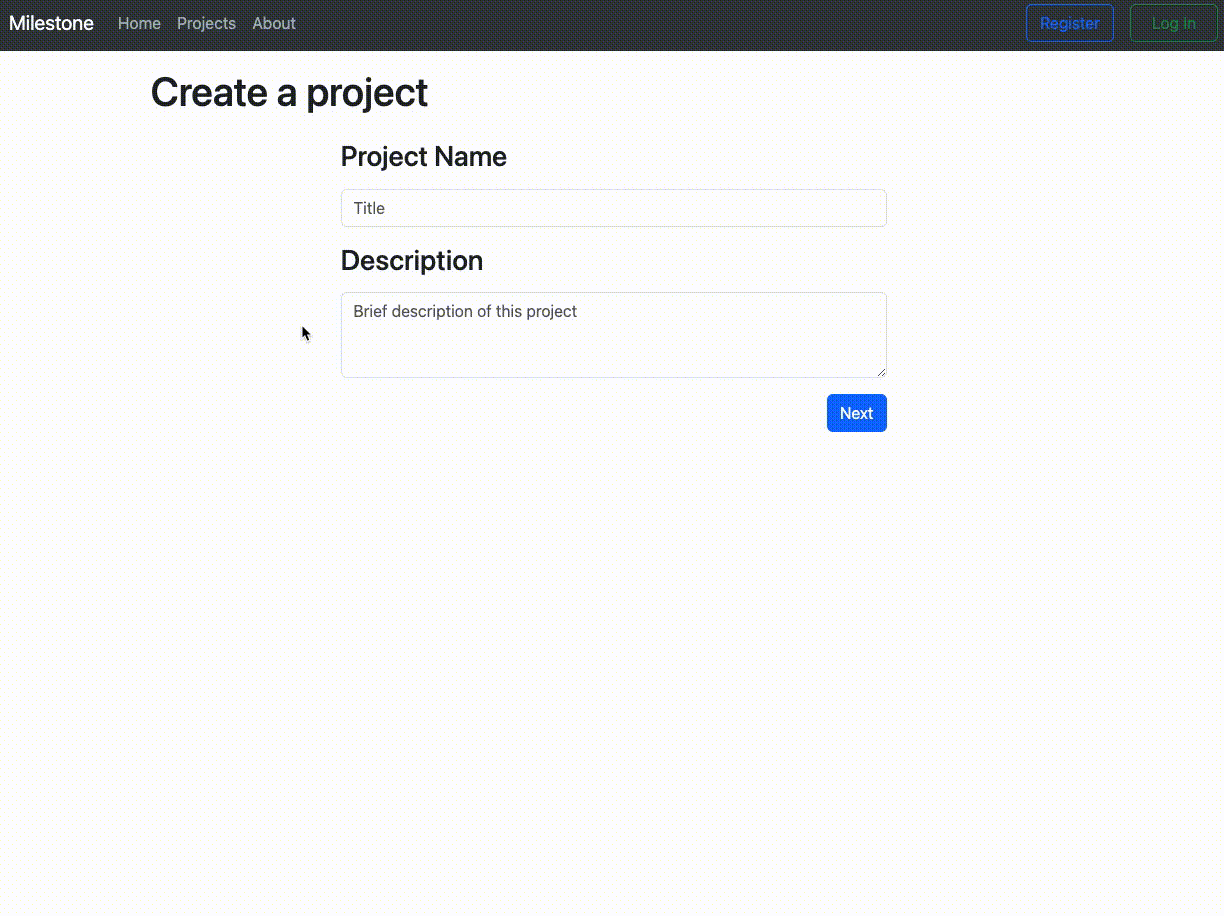 Milestone Home Projects About Register Log In
Create a project
Project Name
Title
Description
Brief description of this project
Next